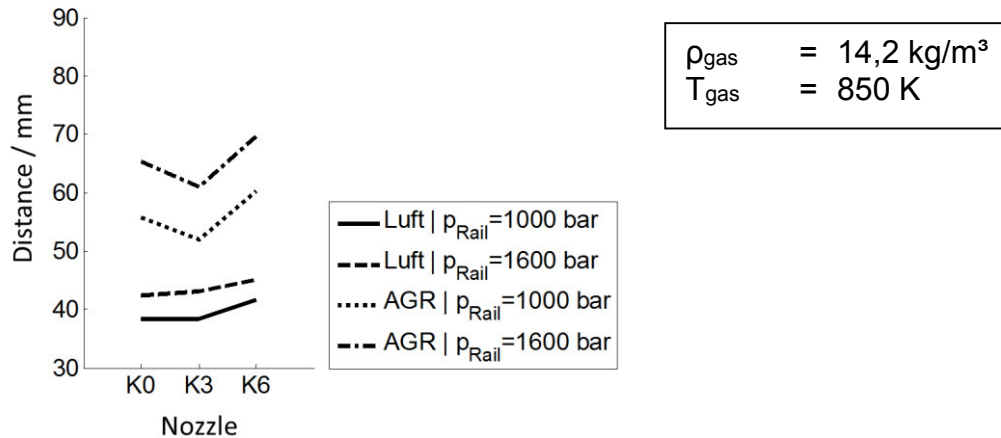 90
80
70
60
50
40
30
Distance / mm
K0 K3 K6
Nozzle
Luft | pRail=1000 bar
Luft | pRail=1600 bar
AGR | pRail=1000 bar
AGR | pRail=1600 bar
ρgas = 14,2 kg/m³
Tgas = 850 K